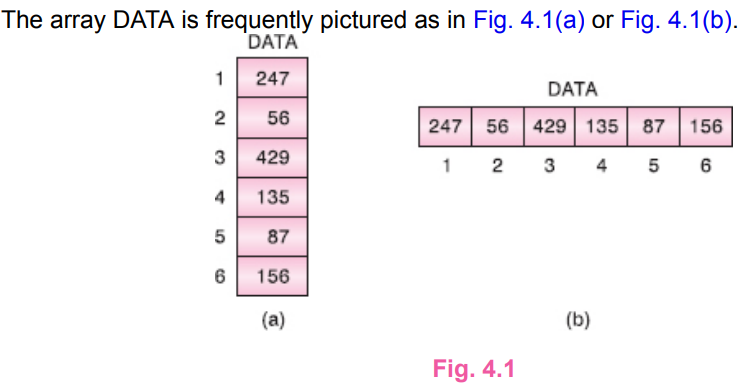 The array DATA is frequently pictured as in Fig. 4.1(a) or Fig. 4.1(b).
DATA
1 247
2 56
3 429
4 135
5 87
6 156
(a)
DATA
247 56 429 135 87 156
1 2 3 4 5 6
(b)
Fig. 4.1